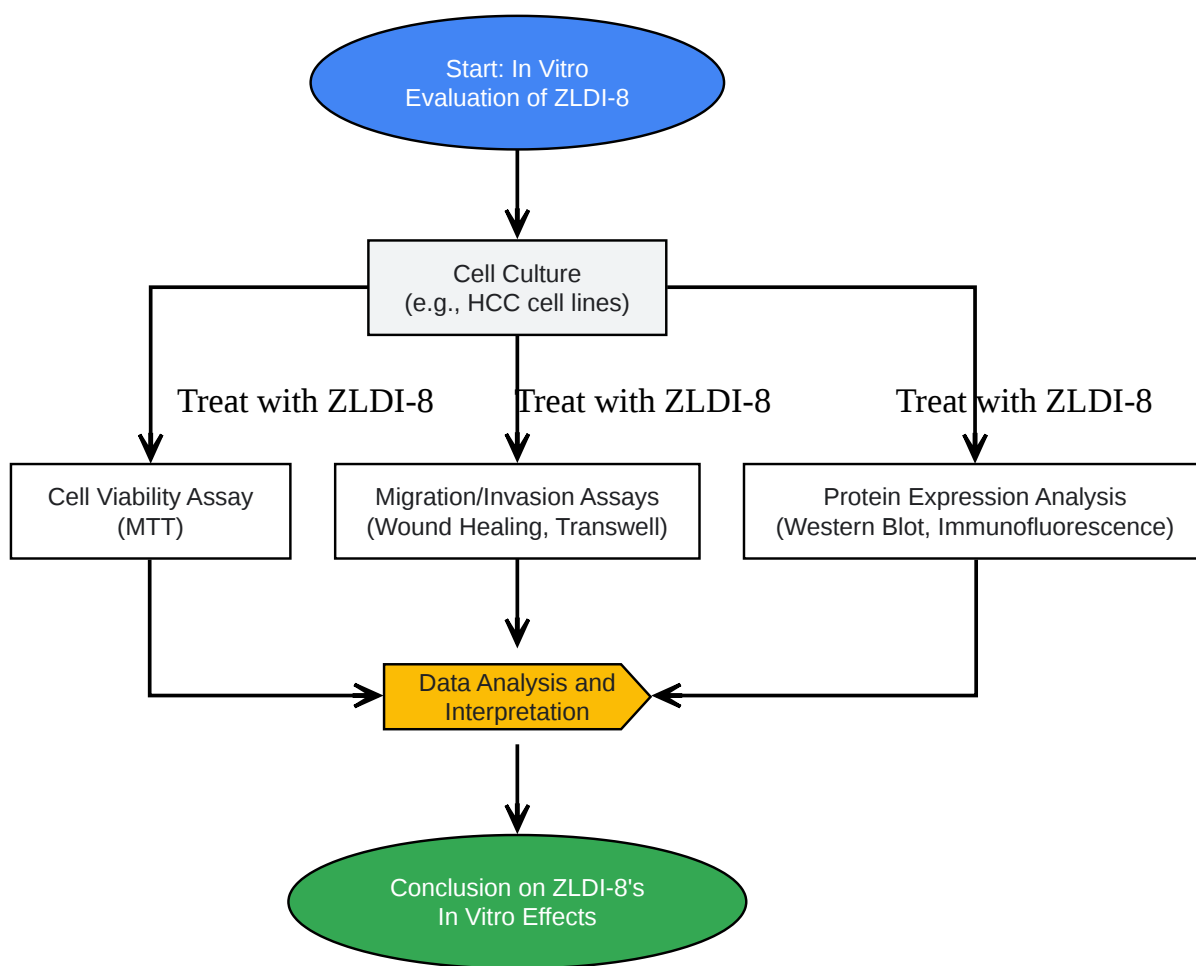 Start: In Vitro
Evaluation of ZLDI-8
Cell Culture
(e.g., HCC cell lines)
Treat with ZLDI-8
Treat with ZLDI-8
Treat with ZLDI-8
Cell Viability Assay
(MTT)
Migration/Invasion Assays
(Wound Healing, Transwell)
Protein Expression Analysis
(Western Blot, Immunofluorescence)
Data Analysis and
Interpretation
Conclusion on ZLDI-8's
In Vitro Effects